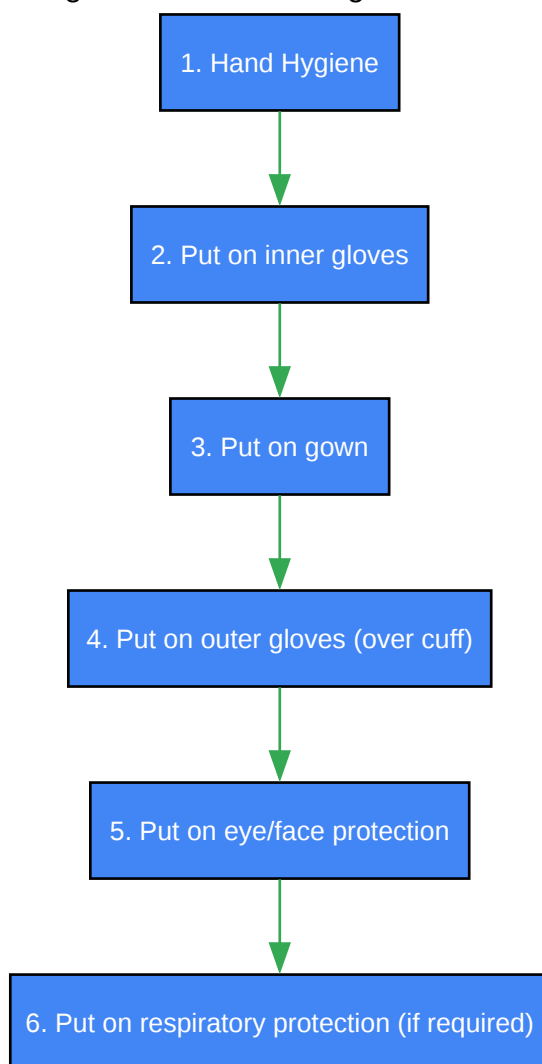 1. Hand Hygiene
2. Put on inner gloves
3. Put on gown
4. Put on outer gloves (over cuff)
5. Put on eye/face protection
6. Put on respiratory protection (if required)